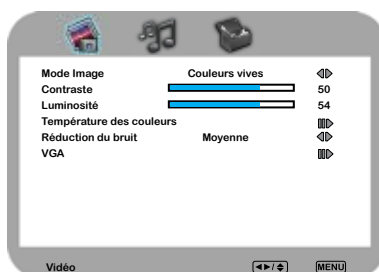 Mode Image Couleurs vives
Contraste 50
Luminosité 54
Température des couleurs
Réduction du bruit Moyenne
VGA
Vidéo MENU